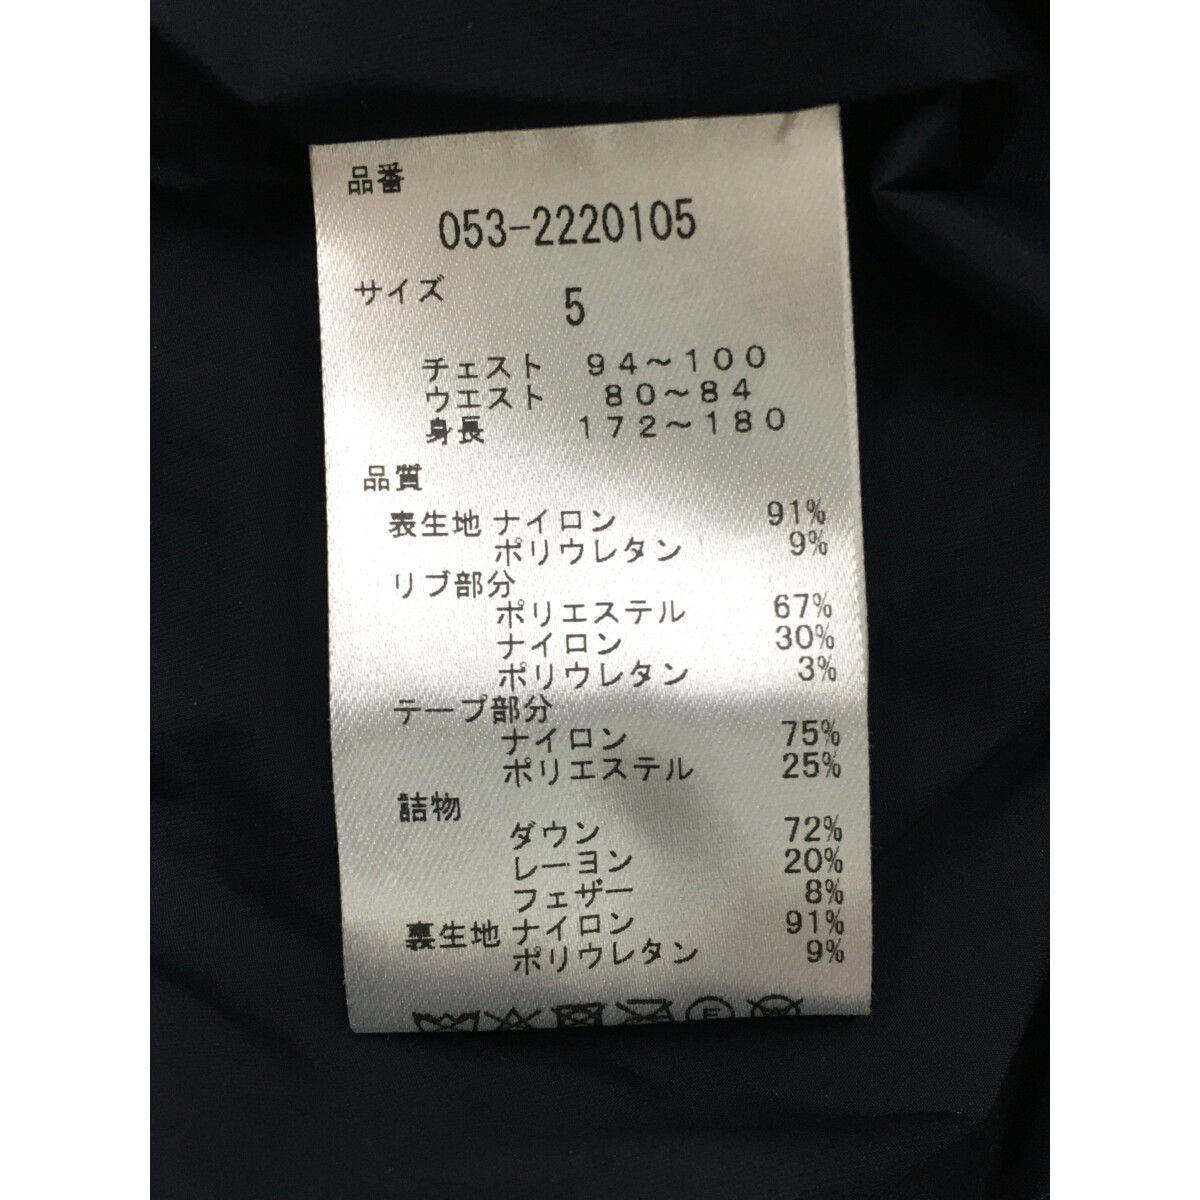 品番
053-2220105
サイズ 5
チェスト 94～100
ウエスト 80～84
身長 172～180
品質
表生地 ナイロン 91%
ポリウレタン 9%
リブ部分
ポリエステル 67%
ナイロン 30%
ポリウレタン 3%
テープ部分
ナイロン 75%
ポリエステル 25%
詰物
ダウン 72%
レーヨン 20%
フェザー 8%
裏生地 ナイロン 91%
ポリウレタン 9%
E